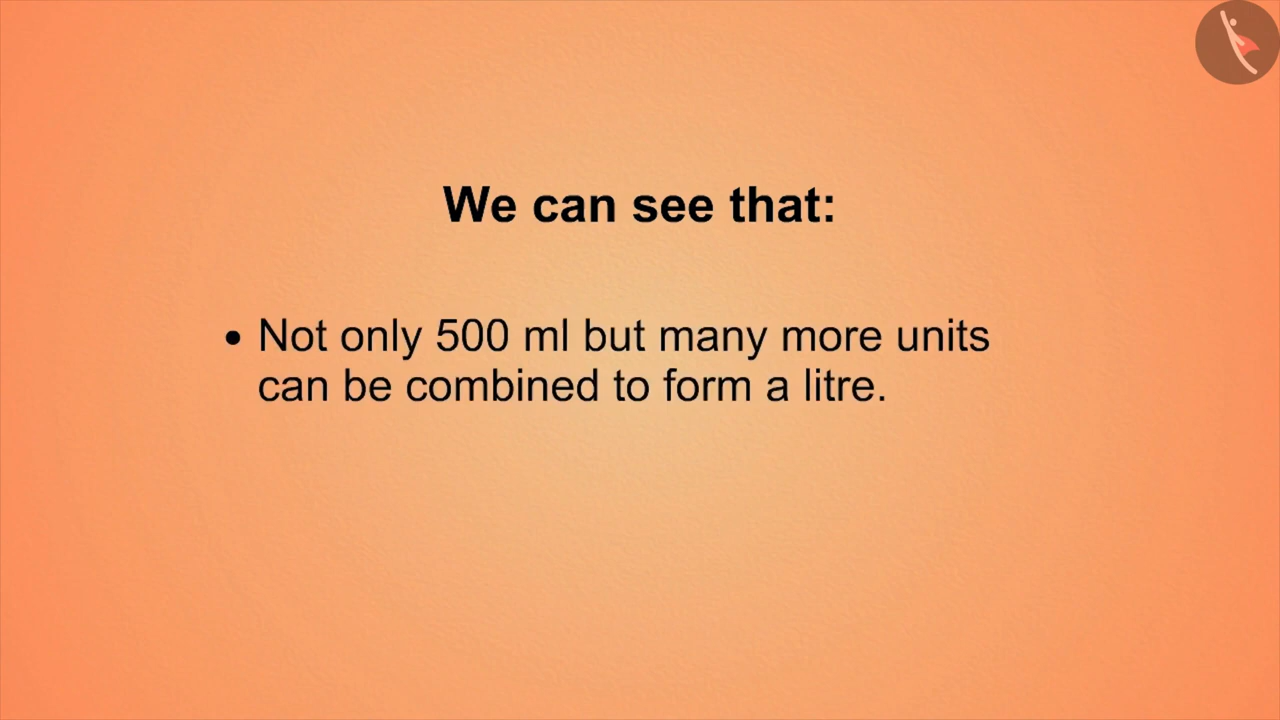 We can see that:
• Not only 500 ml but many more units
can be combined to form a litre.